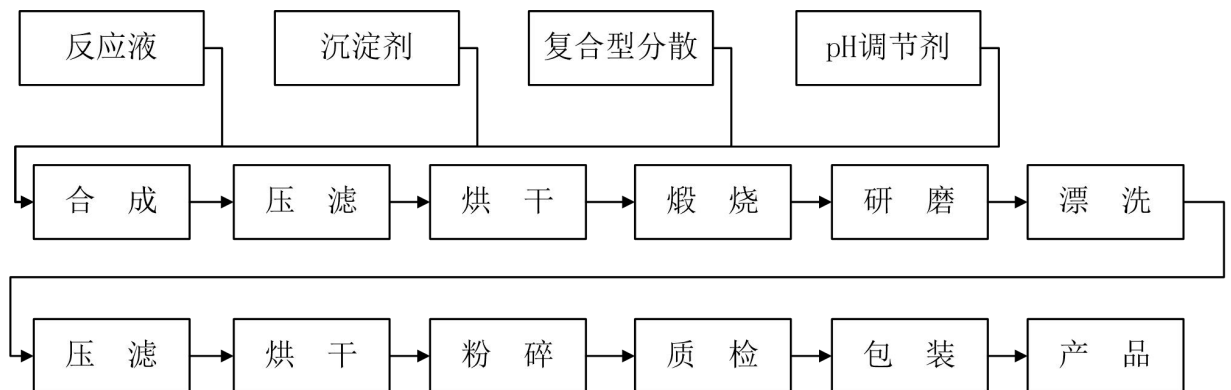 反应液 沉淀剂 复合型分散 pH调节剂
合成 压滤 烘干 煅烧 研磨 漂洗
压滤 烘干 粉碎 质检 包装 产品